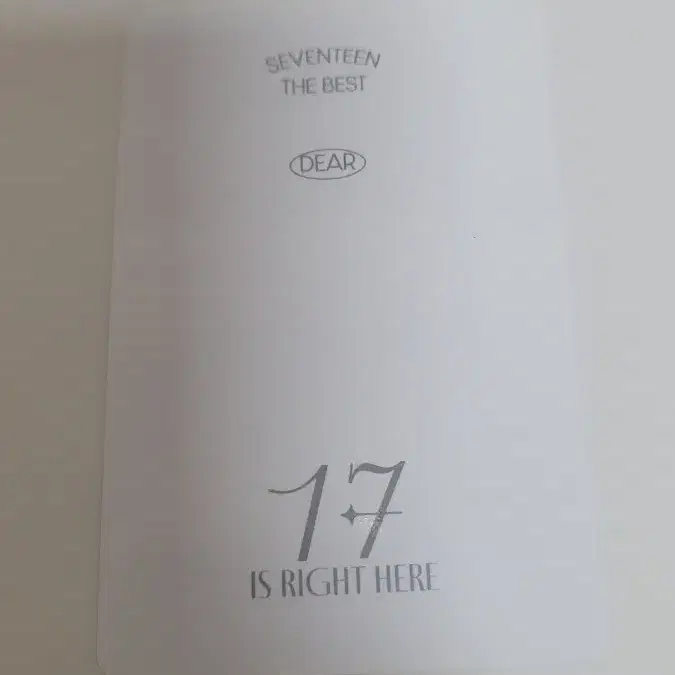 SEVENTEEN
THE BEST
DEAR
17
IS RIGHT HERE